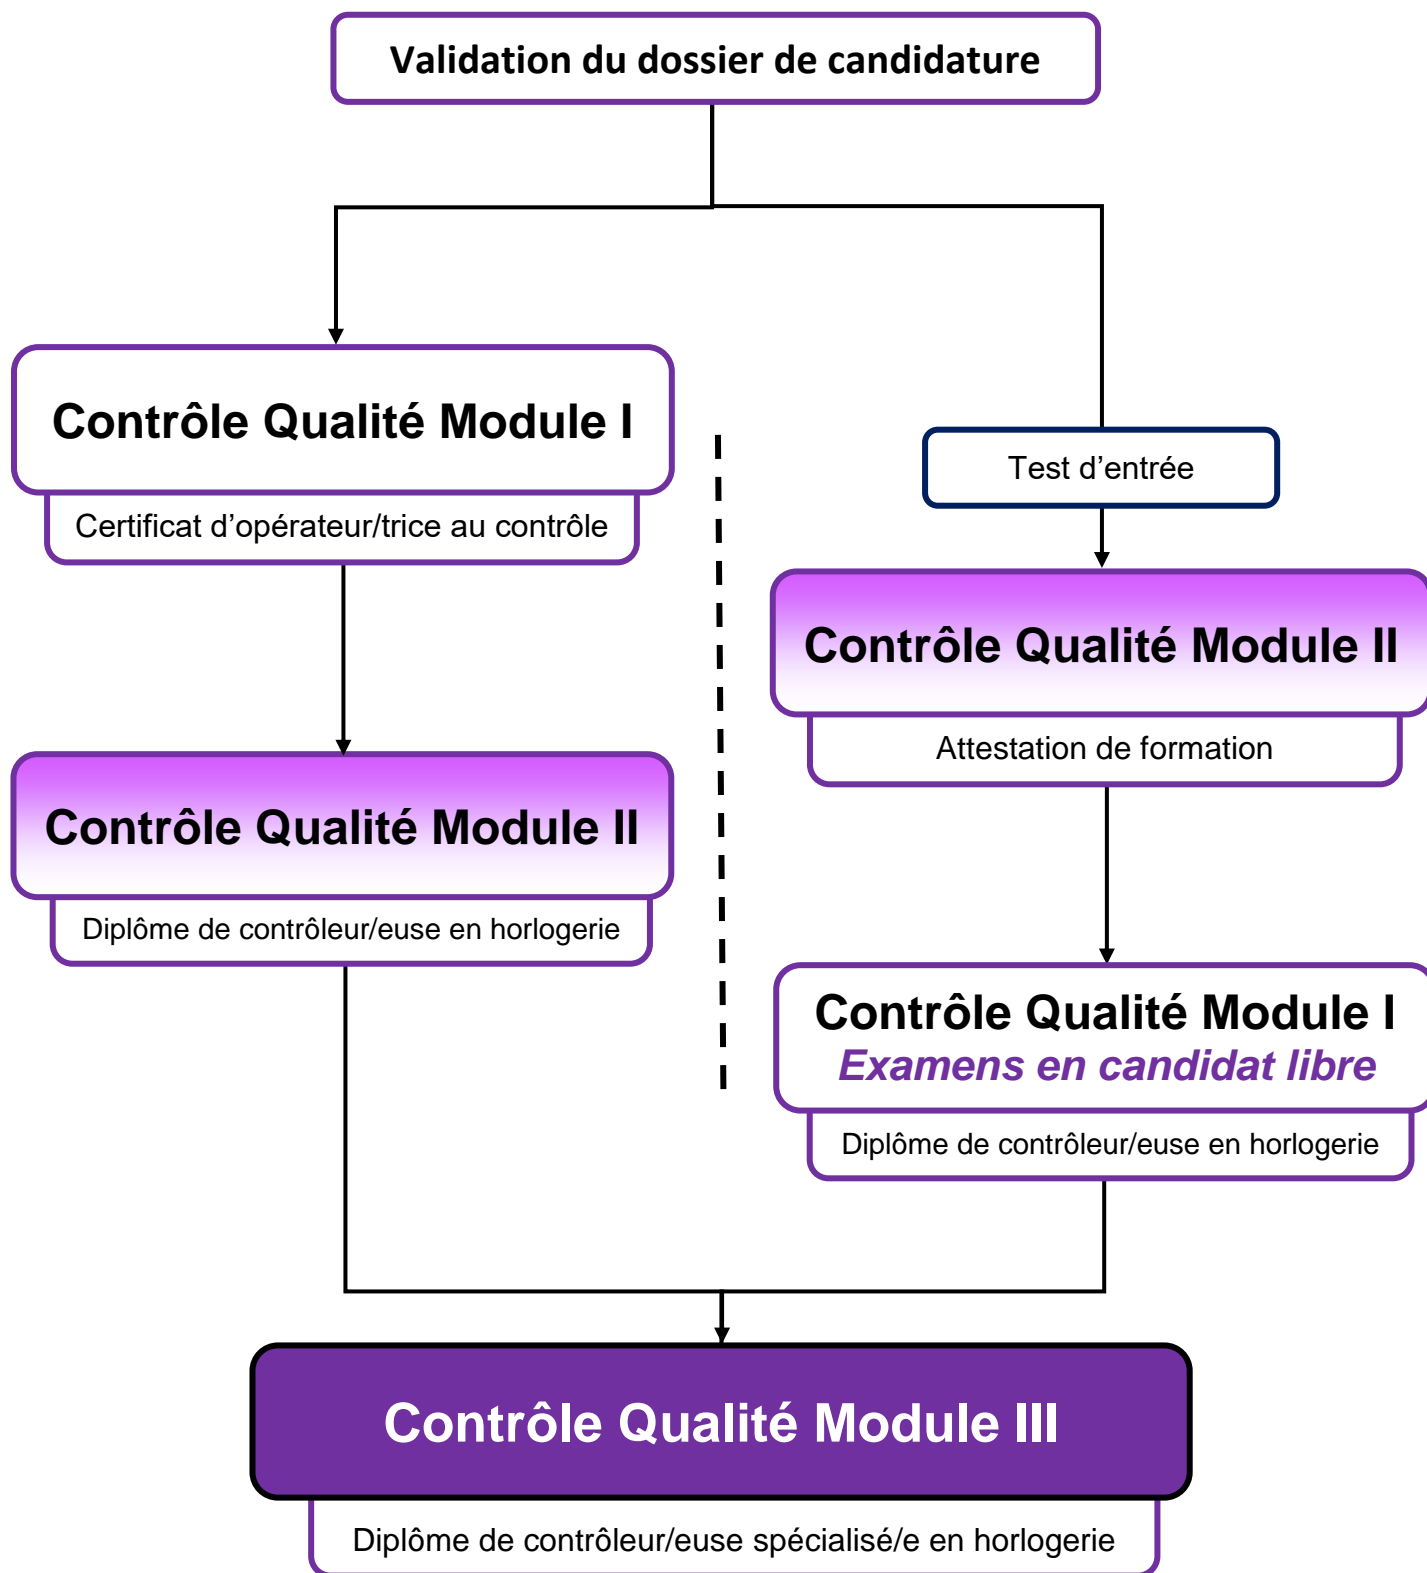 Validation du dossier de candidature
Contrôle Qualité Module I
Certificat d’opérateur/trice au contrôle
Test d’entrée
Contrôle Qualité Module II
Attestation de formation
Contrôle Qualité Module II
Diplôme de contrôleur/euse en horlogerie
Contrôle Qualité Module I
Examens en candidat libre
Diplôme de contrôleur/euse en horlogerie
Contrôle Qualité Module III
Diplôme de contrôleur/euse spécialisé/e en horlogerie